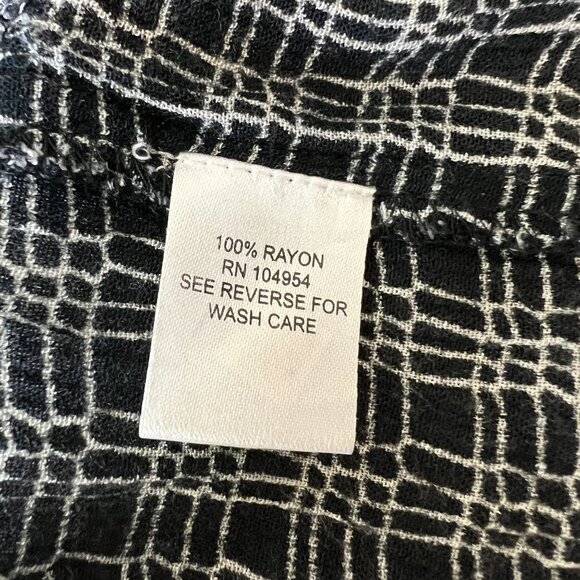 100% RAYON
RN 104954
SEE REVERSE FOR
WASH CARE